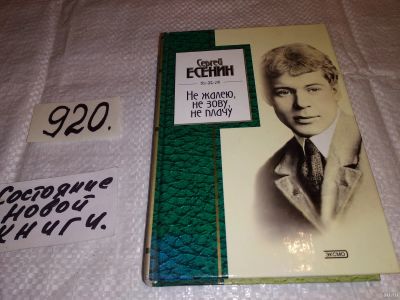 Сергей
ЕСЕНИН
Не жалею,
не зову,
не плачу
ЭКСМО
920.
Состояние
новой
книги.